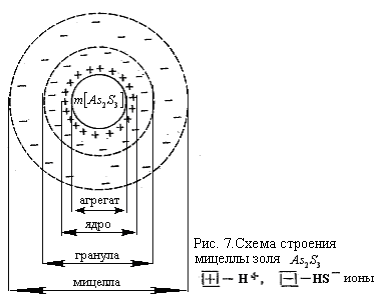 m[As₂S₃]
агрегат
ядро
гранула
мицелла
Рис. 7.Схема строения
мицеллы золя As₂S₃
[+] – H⁺, [–] – HS⁻ ионы